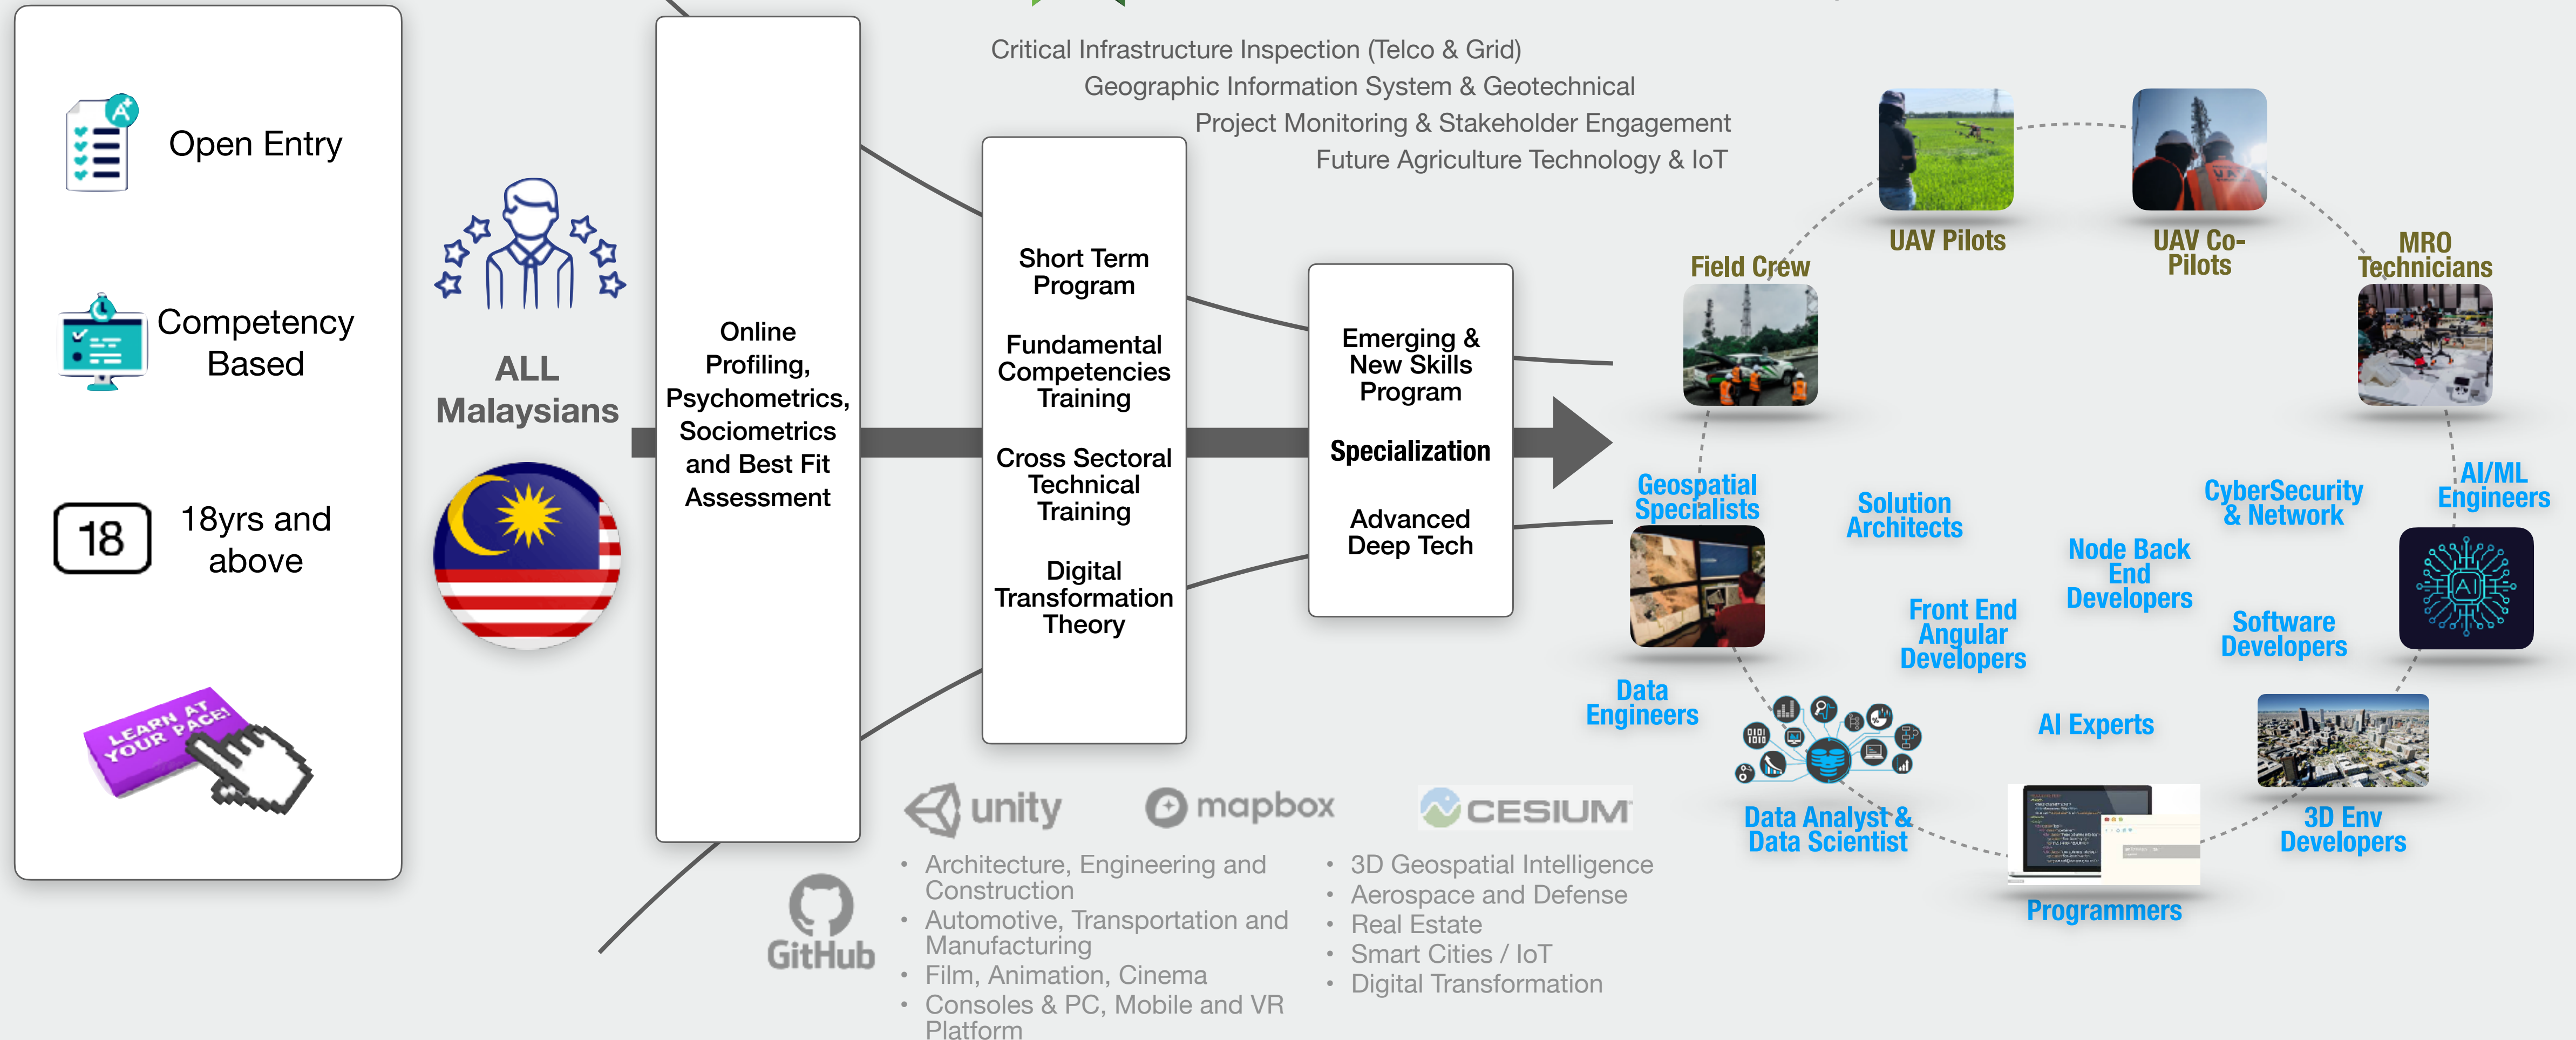 Open Entry
Competency
Based
18
18yrs and
above
LEARN AT
YOUR PACE!
ALL
Malaysians
Online
Profiling,
Psychometrics,
Sociometrics
and Best Fit
Assessment
Critical Infrastructure Inspection (Telco & Grid)
Geographic Information System & Geotechnical
Project Monitoring & Stakeholder Engagement
Future Agriculture Technology & IoT
Short Term
Program
Fundamental
Competencies
Training
Cross Sectoral
Technical
Training
Digital
Transformation
Theory
Emerging &
New Skills
Program
Specialization
Advanced
Deep Tech
unity
mapbox
CESIUM
GitHub
• Architecture, Engineering and
Construction
• Automotive, Transportation and
Manufacturing
• Film, Animation, Cinema
• Consoles & PC, Mobile and VR
Platform
• 3D Geospatial Intelligence
• Aerospace and Defense
• Real Estate
• Smart Cities / IoT
• Digital Transformation
UAV Pilots
UAV Co-
Pilots
MRO
Technicians
Field Crew
Geospatial
Specialists
Solution
Architects
CyberSecurity
& Network
AI/ML
Engineers
AI
Node Back
End
Developers
Front End
Angular
Developers
Software
Developers
Data
Engineers
AI Experts
Data Analyst &
Data Scientist
3D Env
Developers
Programmers